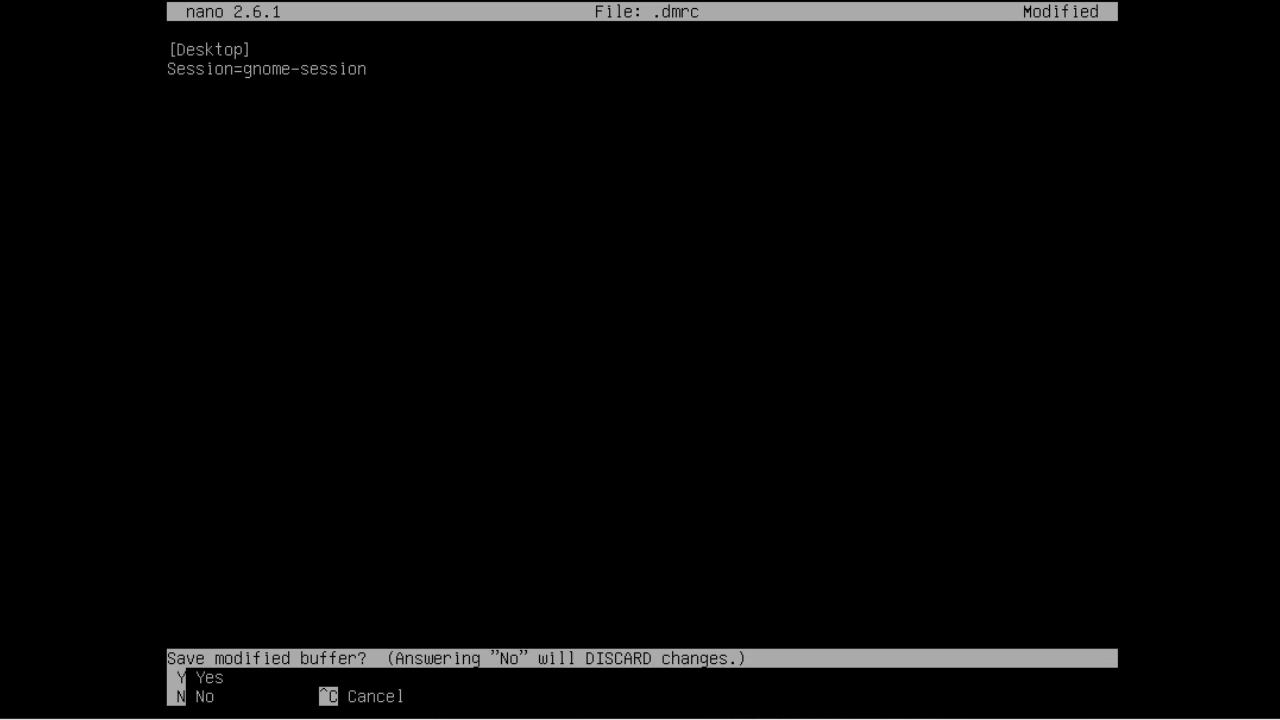 nano 2.6.1 File: .dmrc Modified
[Desktop]
Session=gnome-session
Save modified buffer? (Answering "No" will DISCARD changes.)
Y Yes
N No ^C Cancel